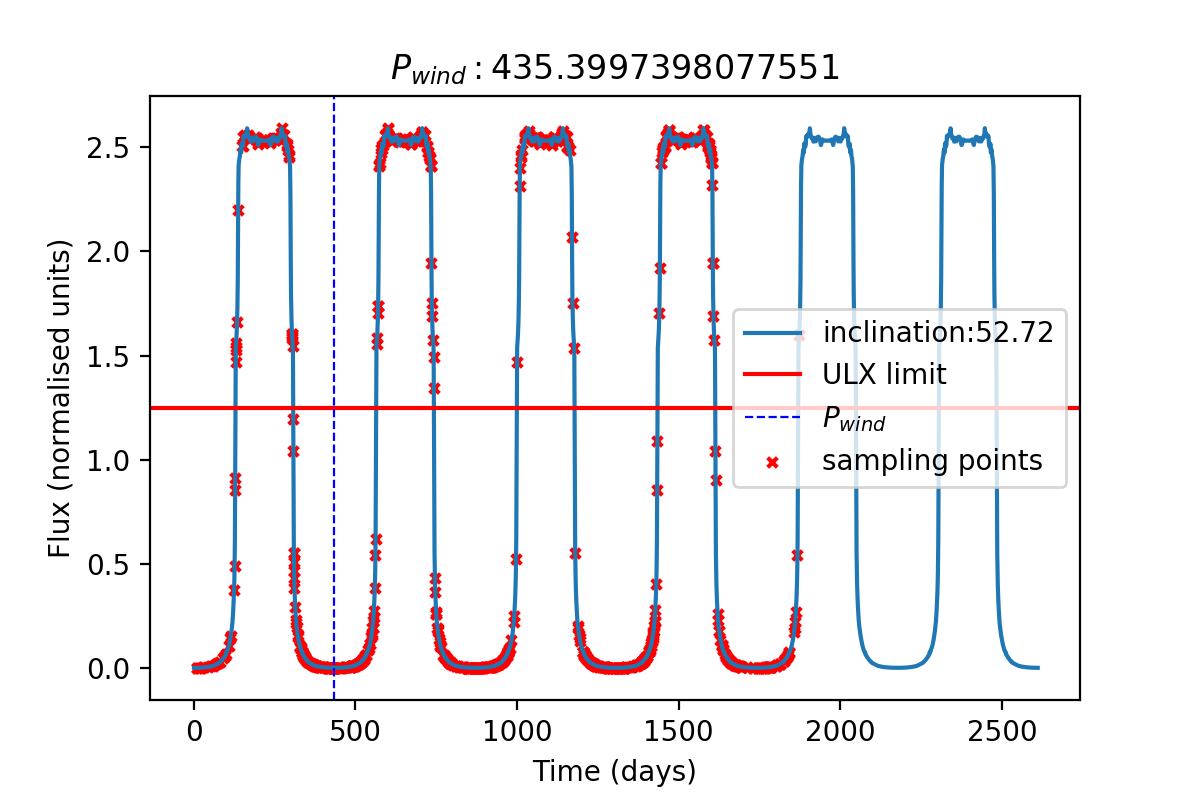 P_wind : 435.3997398077551
Flux (normalised units)
2.5
2.0
1.5
1.0
0.5
0.0
inclination:52.72
ULX limit
P_wind
sampling points
0 500 1000 1500 2000 2500
Time (days)